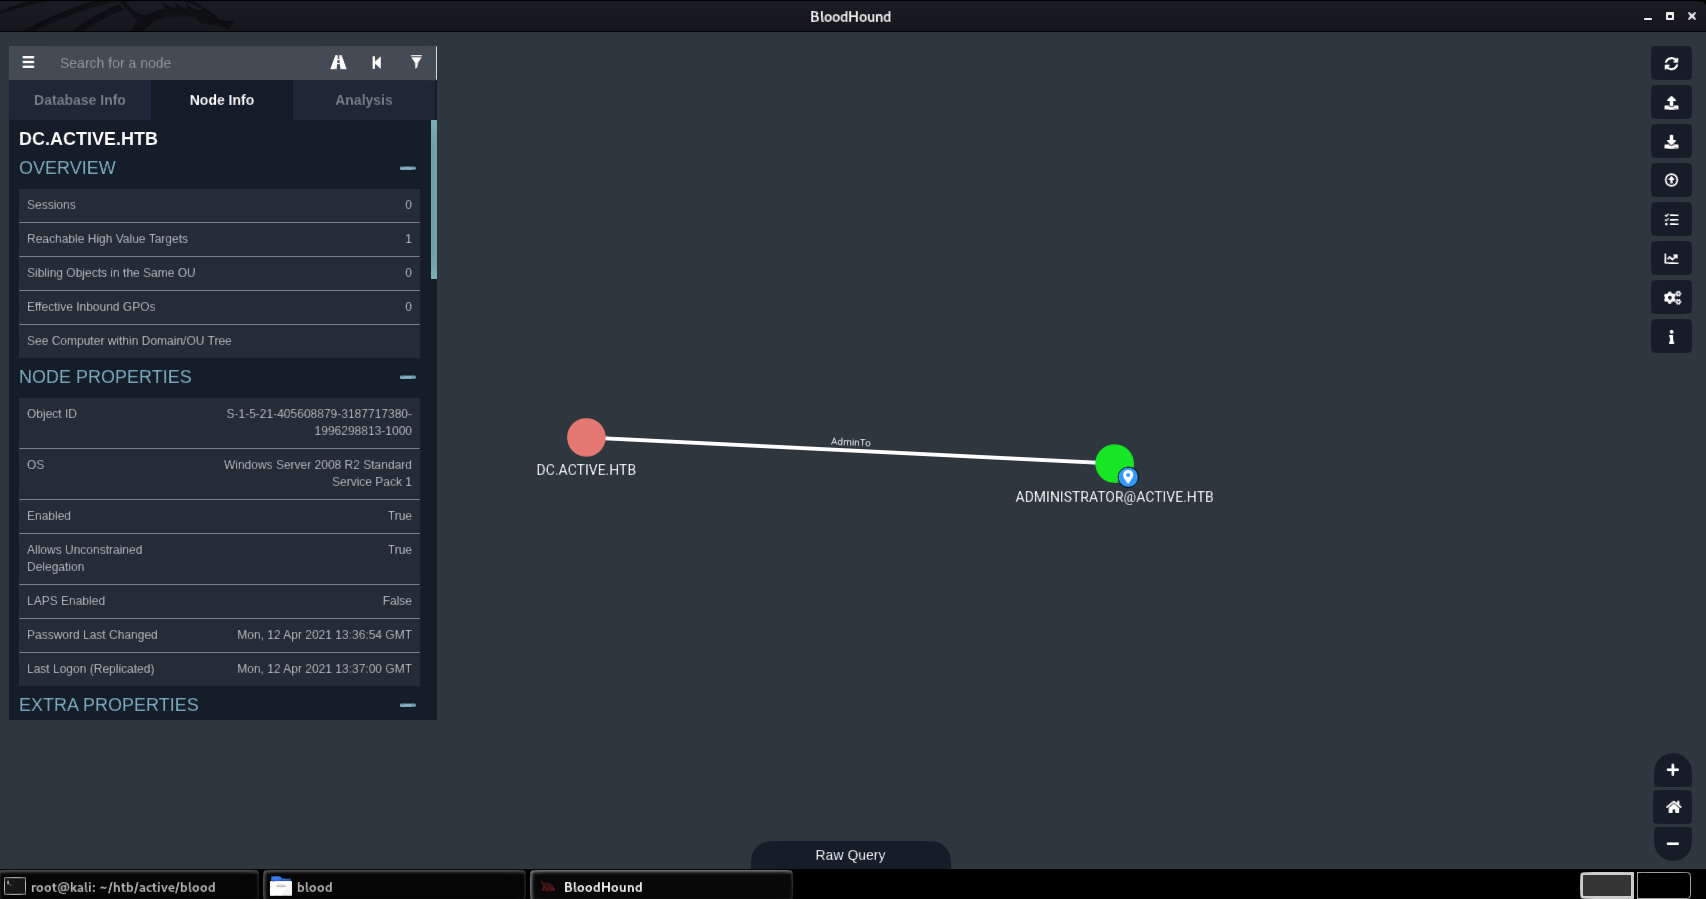 BloodHound
Search for a node
Database Info
Node Info
Analysis
DC.ACTIVE.HTB
OVERVIEW
Sessions 0
Reachable High Value Targets 1
Sibling Objects in the Same OU 0
Effective Inbound GPOs 0
See Computer within Domain/OU Tree
NODE PROPERTIES
Object ID S-1-5-21-405608879-3187717380-
1996298813-1000
OS Windows Server 2008 R2 Standard
Service Pack 1
Enabled True
Allows Unconstrained True
Delegation
LAPS Enabled False
Password Last Changed Mon, 12 Apr 2021 13:36:54 GMT
Last Logon (Replicated) Mon, 12 Apr 2021 13:37:00 GMT
EXTRA PROPERTIES
AdminTo
DC.ACTIVE.HTB
ADMINISTRATOR@ACTIVE.HTB
Raw Query
root@kali: ~/htb/active/blood
blood
BloodHound